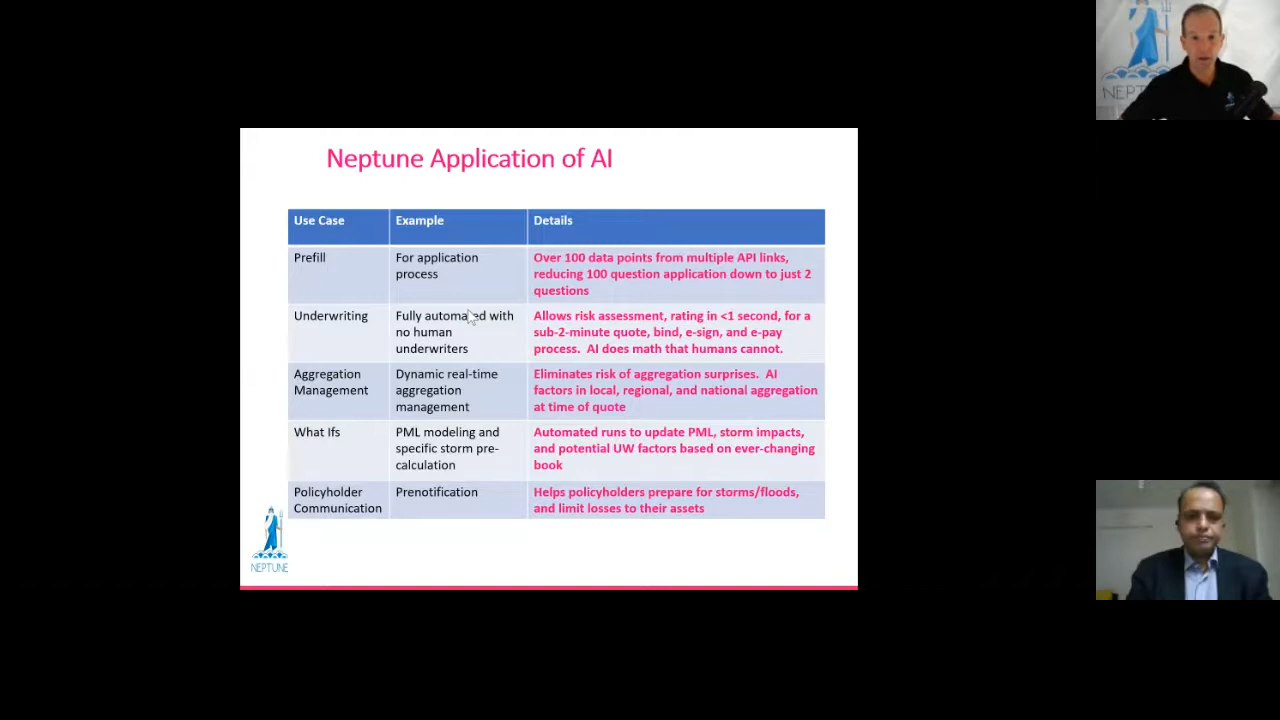 NEPTUNE
Neptune Application of AI
Use Case
Example
Details
Prefill
For application
process
Over 100 data points from multiple API links,
reducing 100 question application down to just 2
questions
Underwriting
Fully automated with
no human
underwriters
Allows risk assessment, rating in <1 second, for a
sub-2-minute quote, bind, e-sign, and e-pay
process.  AI does math that humans cannot.
Aggregation
Management
Dynamic real-time
aggregation
management
Eliminates risk of aggregation surprises.  AI
factors in local, regional, and national aggregation
at time of quote
What Ifs
PML modeling and
specific storm pre-
calculation
Automated runs to update PML, storm impacts,
and potential UW factors based on ever-changing
book
Policyholder
Communication
Prenotification
Helps policyholders prepare for storms/floods,
and limit losses to their assets
NEPTUNE